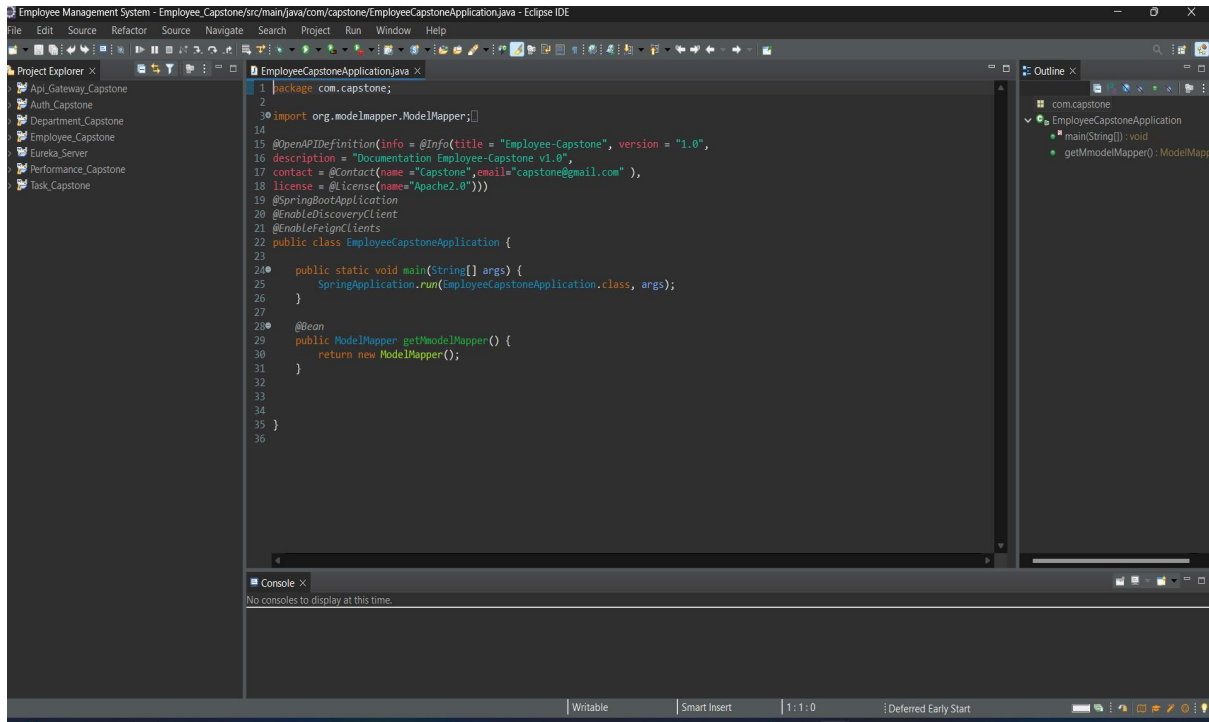 Employee Management System - Employee_Capstone/src/main/java/com/capstone/EmployeeCapstoneApplication.java - Eclipse IDE
File Edit Source Refactor Source Navigate Search Project Run Window Help
Project Explorer
Api_Gateway_Capstone
Auth_Capstone
Department_Capstone
Employee_Capstone
Eureka_Server
Performance_Capstone
Task_Capstone
EmployeeCapstoneApplication.java
1 package com.capstone;
2
3 import org.modelmapper.ModelMapper;
14
15 @OpenAPIDefinition(info = @Info(title = "Employee-Capstone", version = "1.0",
16 description = "Documentation Employee-Capstone v1.0",
17 contact = @Contact(name ="Capstone",email="capstone@gmail.com" ),
18 license = @License(name="Apache2.0")))
19 @SpringBootApplication
20 @EnableDiscoveryClient
21 @EnableFeignClients
22 public class EmployeeCapstoneApplication {
23
24 public static void main(String[] args) {
25 SpringApplication.run(EmployeeCapstoneApplication.class, args);
26 }
27
28 @Bean
29 public ModelMapper getMmodelMapper() {
30 return new ModelMapper();
31 }
32
33
34
35 }
36
Outline
com.capstone
EmployeeCapstoneApplication
main(String[]) : void
getMmodelMapper() : ModelMapp
Console
No consoles to display at this time.
Writable Smart Insert 1 : 1 : 0 Deferred Early Start